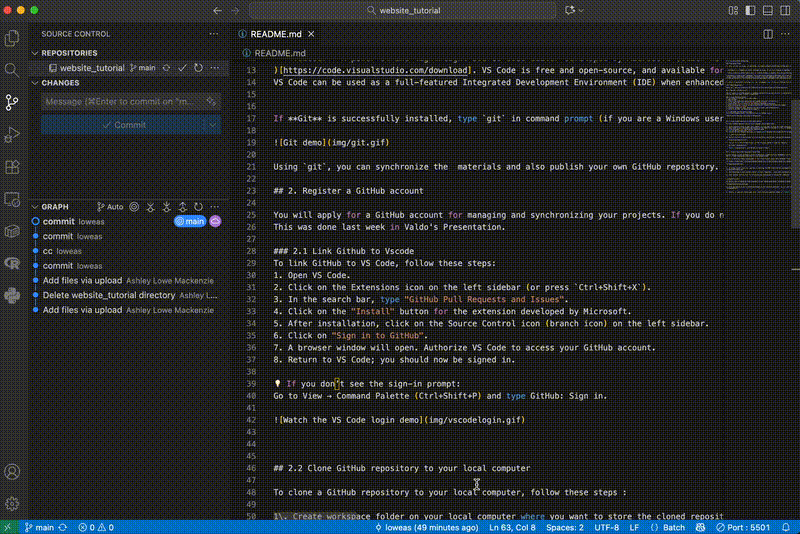 website_tutorial
SOURCE CONTROL
REPOSITORIES
website_tutorial main
CHANGES
Message (⌘Enter to commit on "m...
Commit
GRAPH Auto
commit loweas main
commit loweas
cc loweas
commit loweas
Add files via upload Ashley Lowe Mackenzie
Delete website_tutorial directory Ashley L...
Add files via upload Ashley Lowe Mackenzie
README.md
README.md
13 )[https://code.visualstudio.com/download]. VS Code is free and open-source, and available for
14 VS Code can be used as a full-featured Integrated Development Environment (IDE) when enhanced
15
16
17 If **Git** is successfully installed, type `git` in command prompt (if you are a Windows user
18
19 ![Git demo](img/git.gif)
20
21 Using `git`, you can synchronize the  materials and also publish your own GitHub repository.
22
23 ## 2. Register a GitHub account
24
25 You will apply for a GitHub account for managing and synchronizing your projects. If you do n
26 This was done last week in Valdo's Presentation.
27
28 ### 2.1 Link Github to Vscode
29 To link GitHub to VS Code, follow these steps:
30 1. Open VS Code.
31 2. Click on the Extensions icon on the left sidebar (or press `Ctrl+Shift+X`).
32 3. In the search bar, type "GitHub Pull Requests and Issues".
33 4. Click on the "Install" button for the extension developed by Microsoft.
34 5. After installation, click on the Source Control icon (branch icon) on the left sidebar.
35 6. Click on "Sign in to GitHub".
36 7. A browser window will open. Authorize VS Code to access your GitHub account.
37 8. Return to VS Code; you should now be signed in.
38
39 💡 If you don't see the sign-in prompt:
40 Go to View → Command Palette (Ctrl+Shift+P) and type GitHub: Sign in.
41
42 ![Watch the VS Code login demo](img/vscodelogin.gif)
43
44
45
46 ## 2.2 Clone GitHub repository to your local computer
47
48 To clone a GitHub repository to your local computer, follow these steps :
49
50 1\. Create workspace folder on your local computer where you want to store the cloned reposit
main 0 0 loweas (49 minutes ago) Ln 63, Col 8 Spaces: 2 UTF-8 LF {} Batch Port : 5501